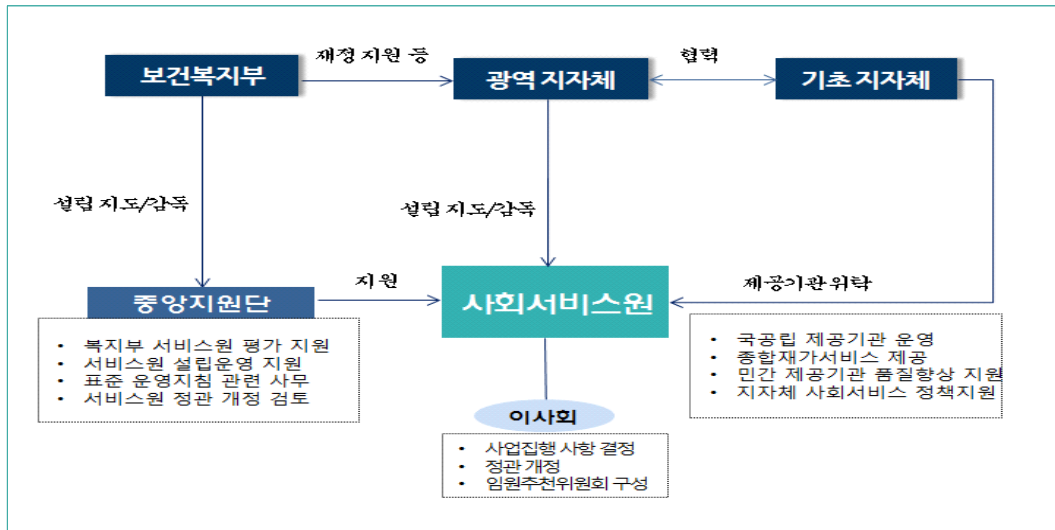 재정 지원 등
협력
보건복지부
광역 지자체
기초 지자체
설립 지도/감독
설립 지도/감독
지원
제공기관 위탁
중앙지원단
사회서비스원
• 복지부 서비스원 평가 지원
• 서비스원 설립운영 지원
• 표준 운영지침 관련 사무
• 서비스원 정관 개정 검토
• 국공립 제공기관 운영
• 종합재가서비스 제공
• 민간 제공기관 품질향상 지원
• 지자체 사회서비스 정책지원
이사회
• 사업집행 사항 결정
• 정관 개정
• 임원추천위원회 구성